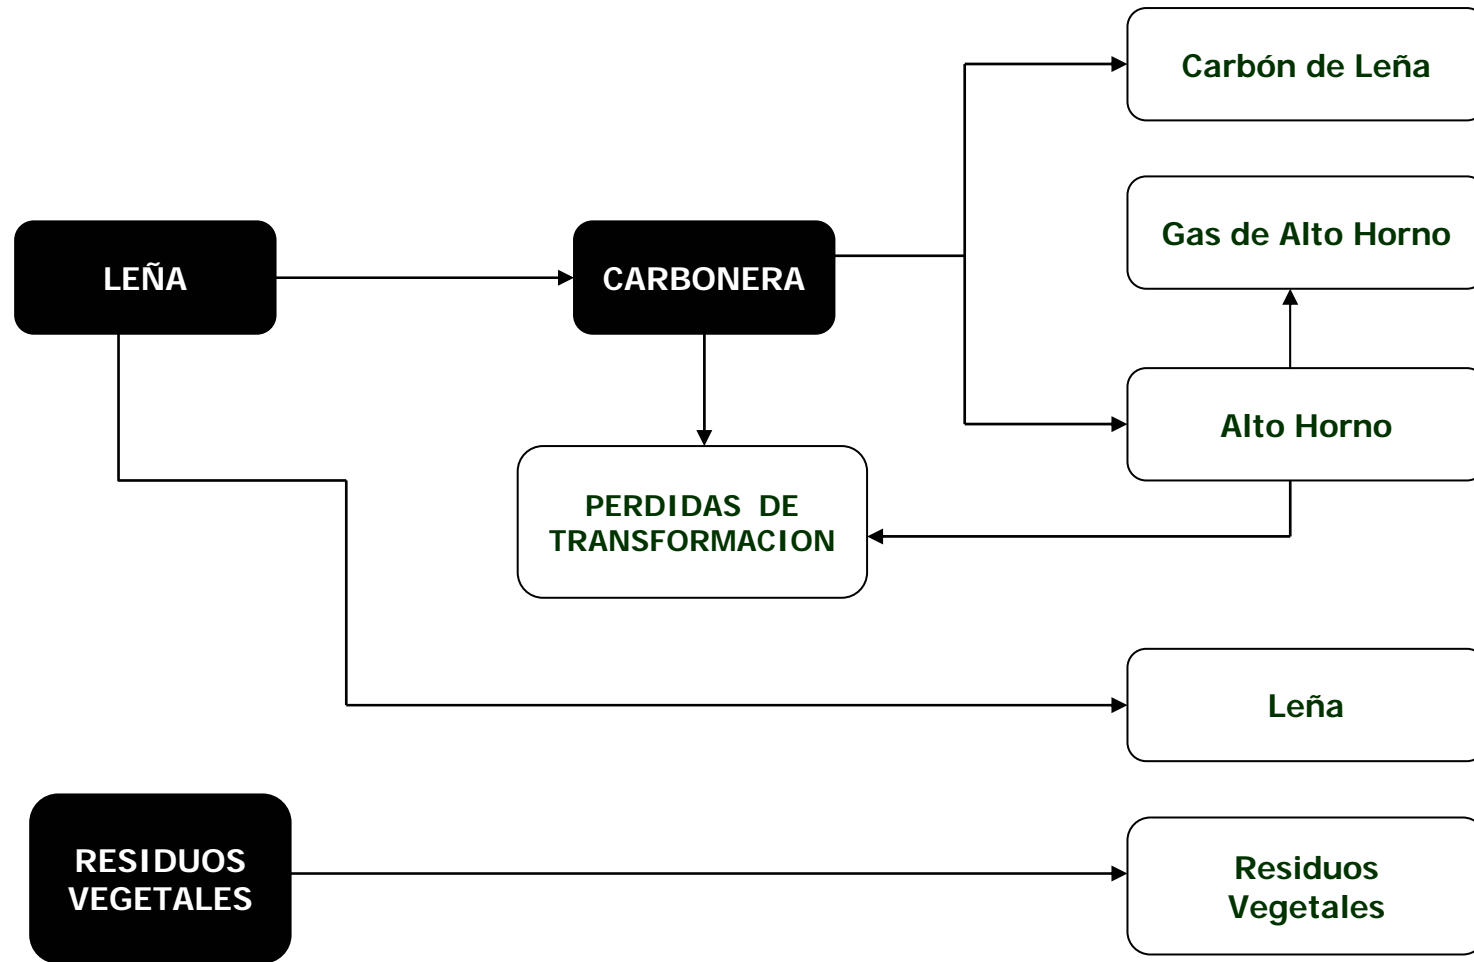 Carbón de Leña
Gas de Alto Horno
LEÑA
CARBONERA
Alto Horno
PERDIDAS DE
TRANSFORMACION
Leña
RESIDUOS
VEGETALES
Residuos
Vegetales